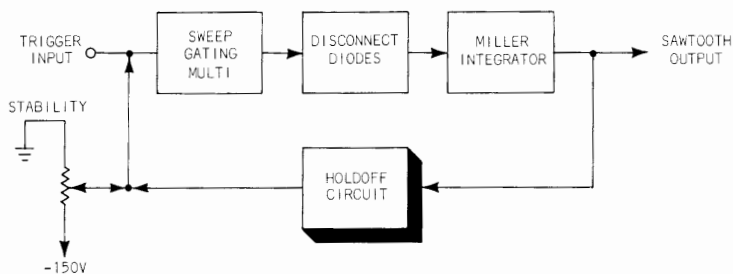 TRIGGER
INPUT
SWEEP
GATING
MULTI
DISCONNECT
DIODES
MILLER
INTEGRATOR
SAWTOOTH
OUTPUT
STABILITY
HOLDOFF
CIRCUIT
-150V